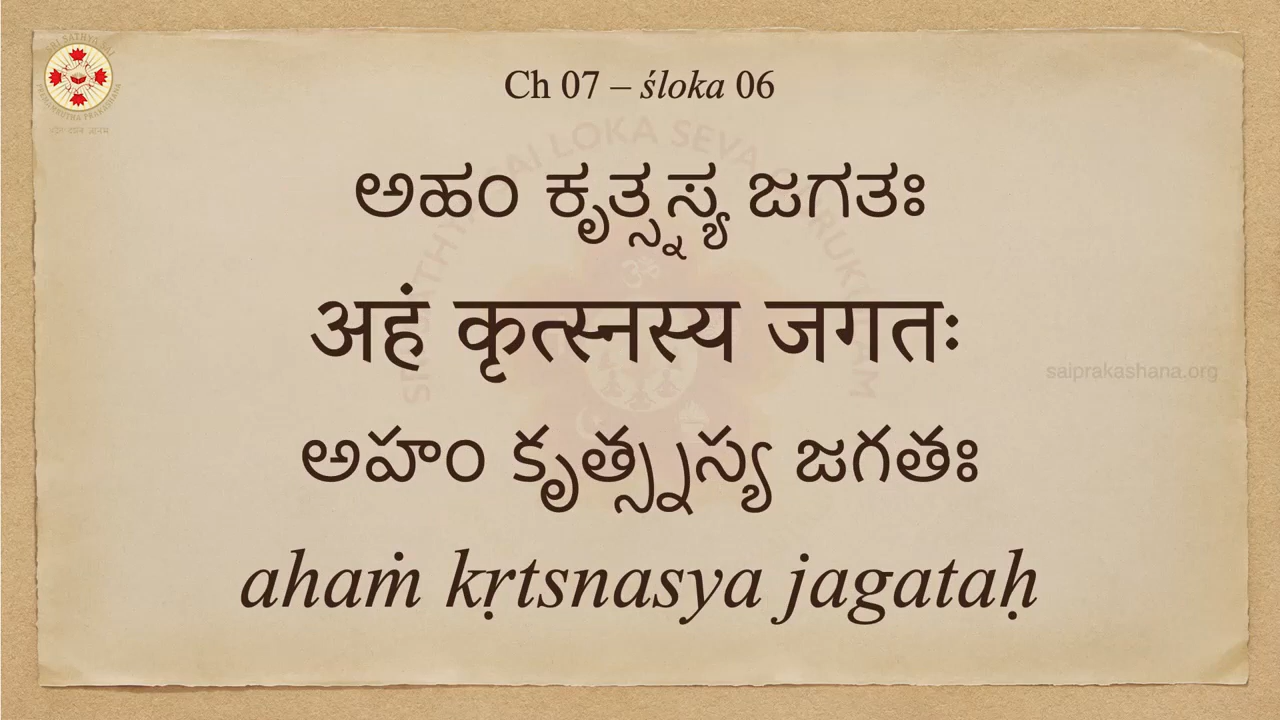 Ch 07 – śloka 06
ಅಹಂ ಕೃತ್ಸ್ನಸ್ಯ ಜಗತಃ
अहं कृत्स्नस्य जगतः
saiprakashana.org
అహం కృత్స్నస్య జగతః
ahaṁ kṛtsnasya jagataḥ